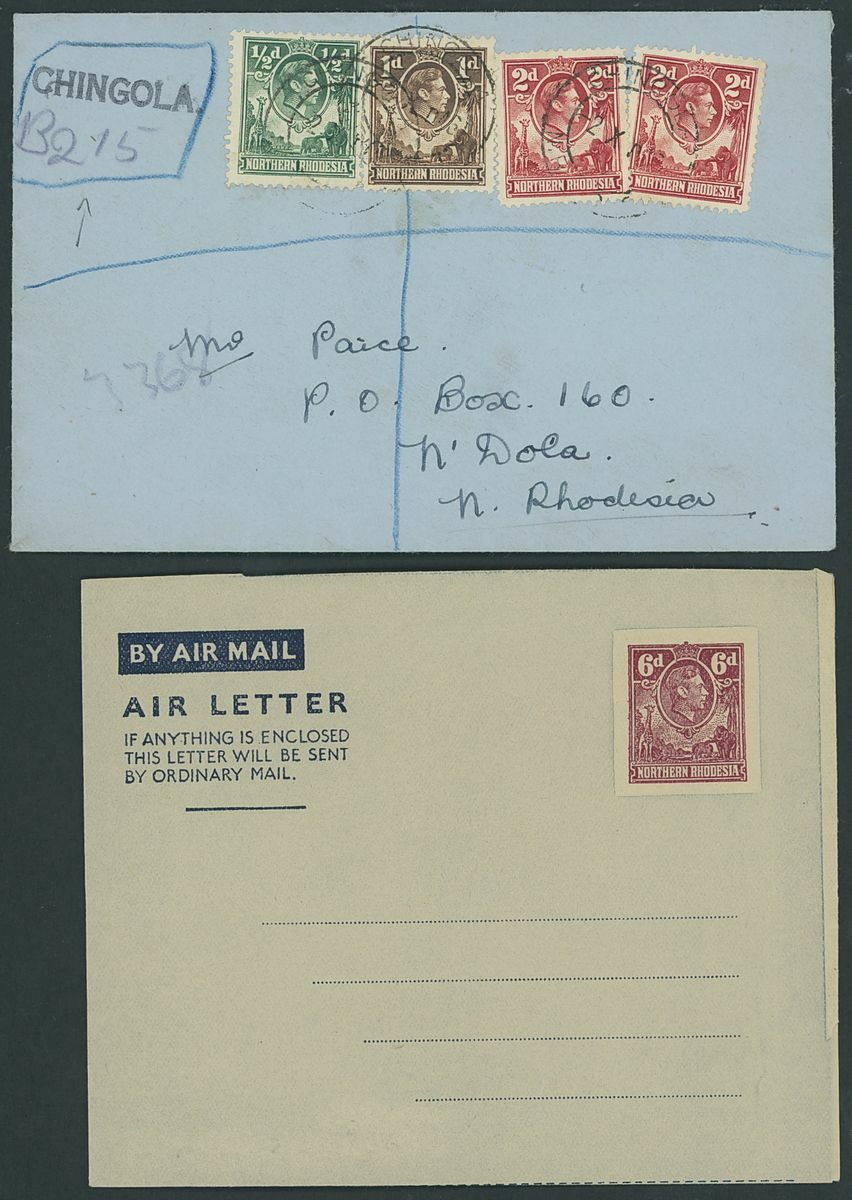 CHINGOLA.
B215
½d ½d
NORTHERN RHODESIA
1d 1d
NORTHERN RHODESIA
2d 2d
NORTHERN RHODESIA
2d 2d
NORTHERN RHODESIA
CHINGOLA
Paice.
P. O. Box. 160.
N'Dola.
N. Rhodesia
BY AIR MAIL
AIR LETTER
IF ANYTHING IS ENCLOSED
THIS LETTER WILL BE SENT
BY ORDINARY MAIL.
6d 6d
NORTHERN RHODESIA